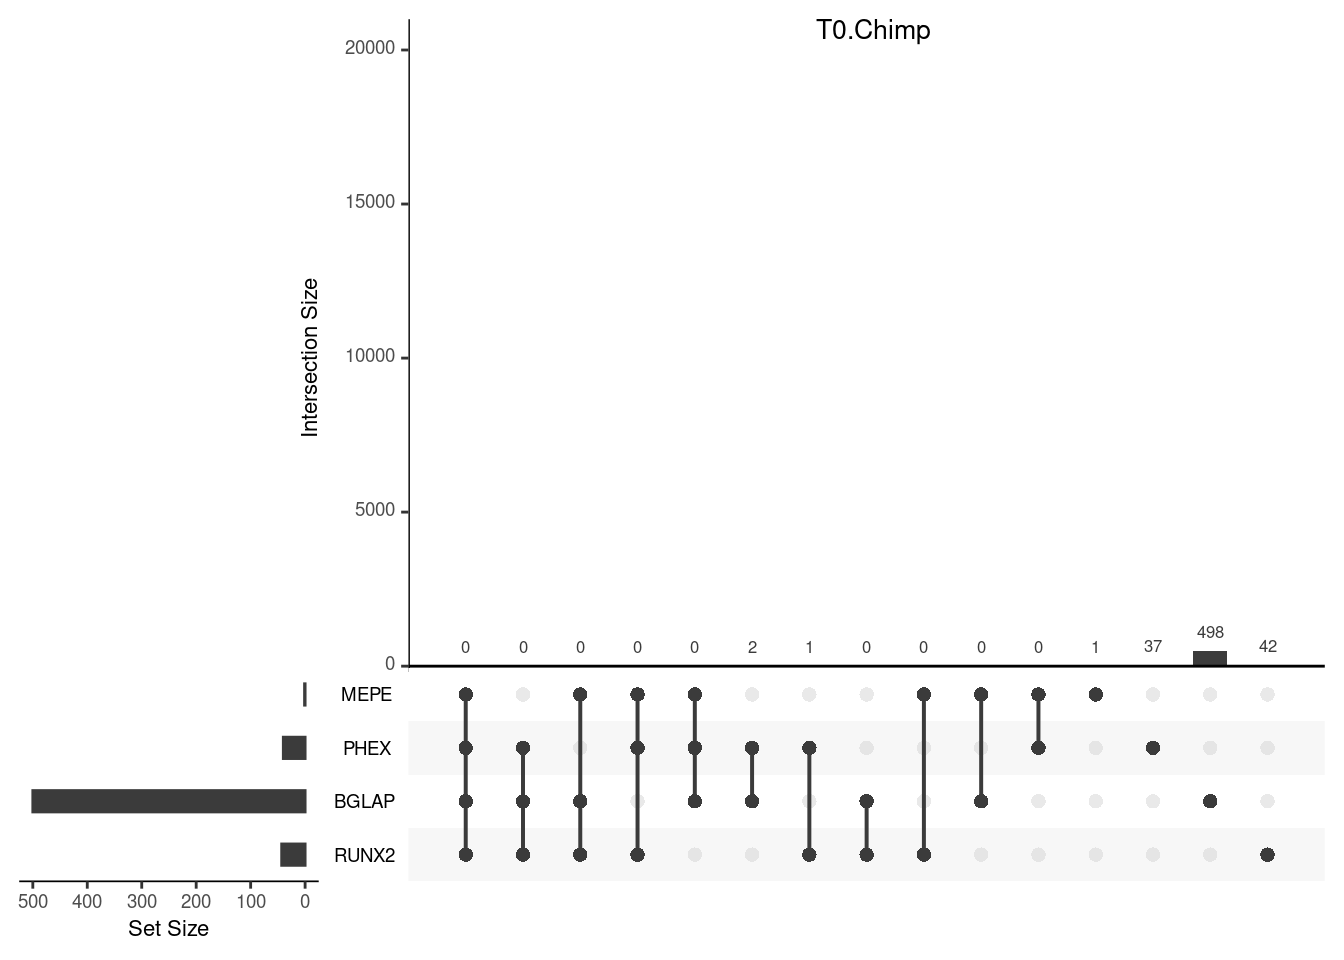 T0.Chimp
20000
15000
10000
5000
0
Intersection Size
0 0 0 0 0 2 1 0 0 0 0 1 37 498 42
MEPE
PHEX
BGLAP
RUNX2
500 400 300 200 100 0
Set Size